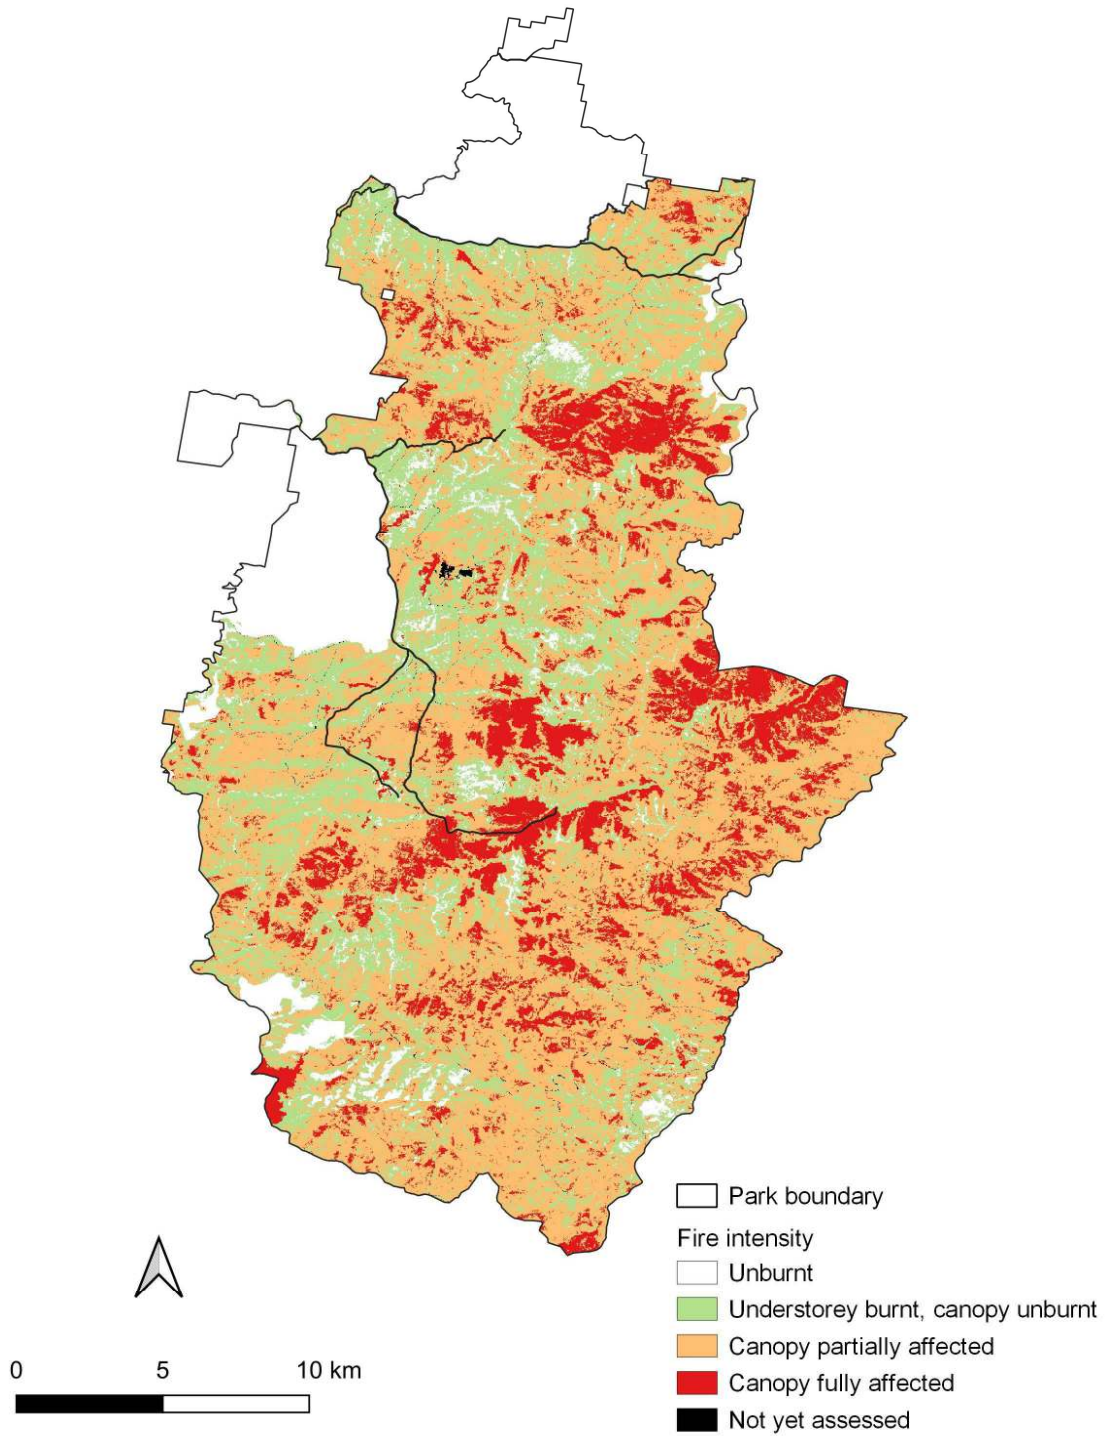 Park boundary
Fire intensity
Unburnt
Understorey burnt, canopy unburnt
Canopy partially affected
Canopy fully affected
Not yet assessed
0 5 10 km